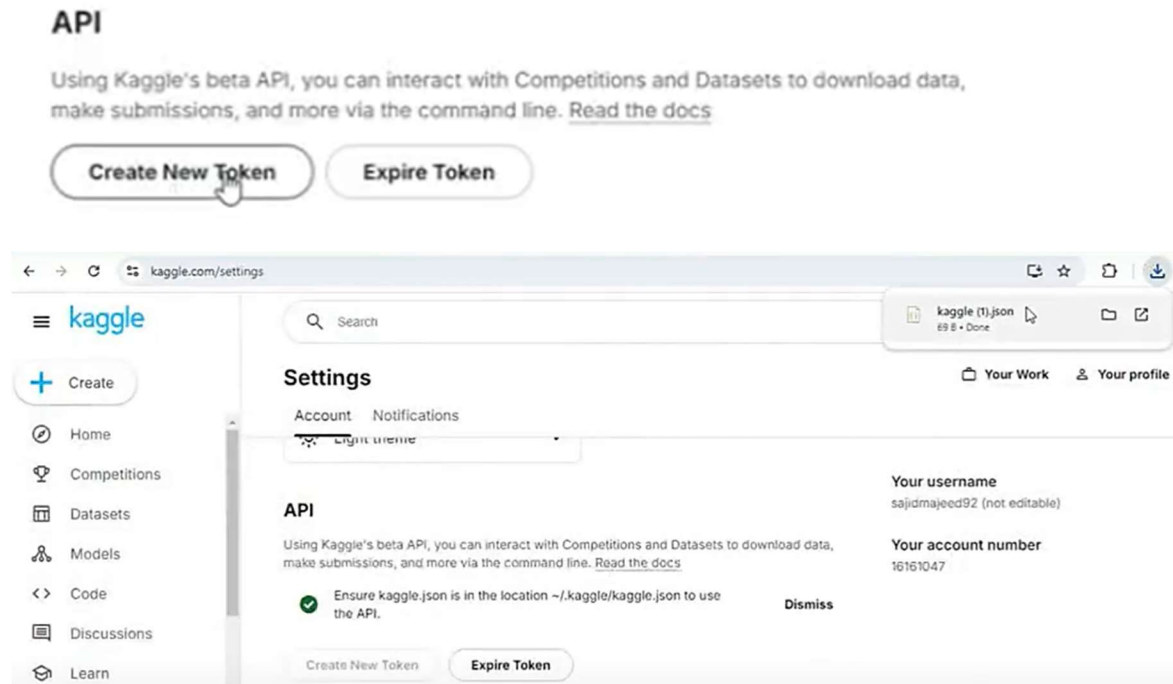 API
Using Kaggle's beta API, you can interact with Competitions and Datasets to download data,
make submissions, and more via the command line. Read the docs
Create New Token Expire Token
kaggle.com/settings
kaggle
Search
kaggle (1).json
69 B • Done
Create
Settings
Your Work Your profile
Account Notifications
Light theme
Home
Competitions
Datasets
Models
Code
Discussions
Learn
API
Using Kaggle's beta API, you can interact with Competitions and Datasets to download data,
make submissions, and more via the command line. Read the docs
Ensure kaggle.json is in the location ~/.kaggle/kaggle.json to use
the API.
Dismiss
Create New Token Expire Token
Your username
sajidmajeed92 (not editable)
Your account number
16161047